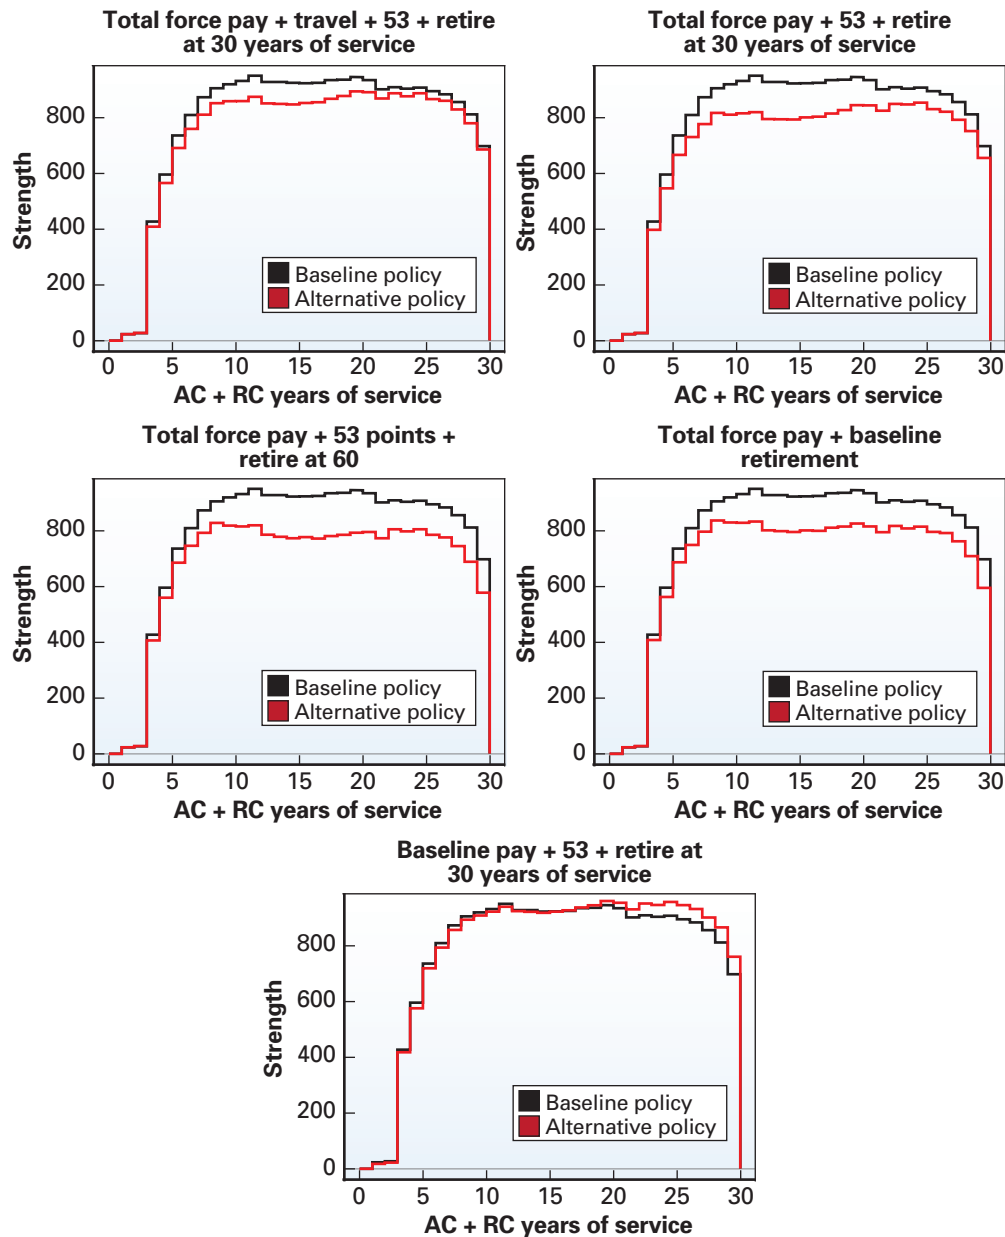 Total force pay + travel + 53 + retire
at 30 years of service
Strength
800
600
400
200
0
Baseline policy
Alternative policy
0 5 10 15 20 25 30
AC + RC years of service
Total force pay + 53 + retire
at 30 years of service
Strength
800
600
400
200
0
Baseline policy
Alternative policy
0 5 10 15 20 25 30
AC + RC years of service
Total force pay + 53 points +
retire at 60
Strength
800
600
400
200
0
Baseline policy
Alternative policy
0 5 10 15 20 25 30
AC + RC years of service
Total force pay + baseline
retirement
Strength
800
600
400
200
0
Baseline policy
Alternative policy
0 5 10 15 20 25 30
AC + RC years of service
Baseline pay + 53 + retire at
30 years of service
Strength
800
600
400
200
0
Baseline policy
Alternative policy
0 5 10 15 20 25 30
AC + RC years of service